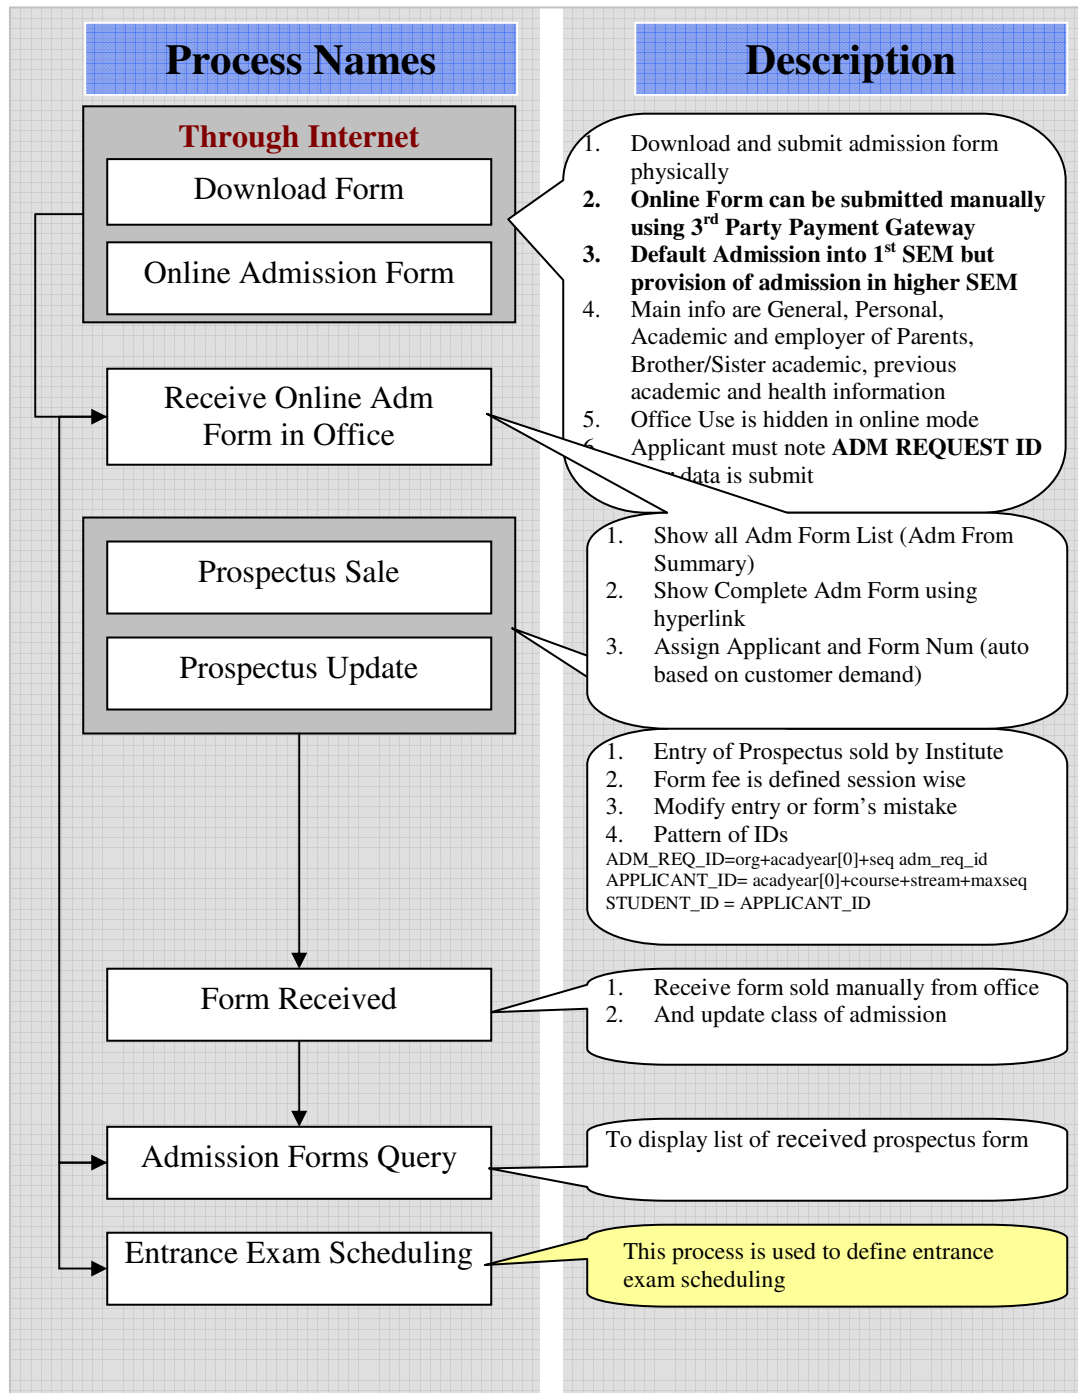 Process Names
Through Internet
Download Form
Online Admission Form
Receive Online Adm
Form in Office
Prospectus Sale
Prospectus Update
Form Received
Admission Forms Query
Entrance Exam Scheduling
Description
1. Download and submit admission form
physically
2. Online Form can be submitted manually
using 3rd Party Payment Gateway
3. Default Admission into 1st SEM but
provision of admission in higher SEM
4. Main info are General, Personal,
Academic and employer of Parents,
Brother/Sister academic, previous
academic and health information
5. Office Use is hidden in online mode
Applicant must note ADM REQUEST ID
data is submit
1. Show all Adm Form List (Adm From
Summary)
2. Show Complete Adm Form using
hyperlink
3. Assign Applicant and Form Num (auto
based on customer demand)
1. Entry of Prospectus sold by Institute
2. Form fee is defined session wise
3. Modify entry or form's mistake
4. Pattern of IDs
ADM_REQ_ID=org+acadyear[0]+seq adm_req_id
APPLICANT_ID= acadyear[0]+course+stream+maxseq
STUDENT_ID = APPLICANT_ID
1. Receive form sold manually from office
2. And update class of admission
To display list of received prospectus form
This process is used to define entrance
exam scheduling